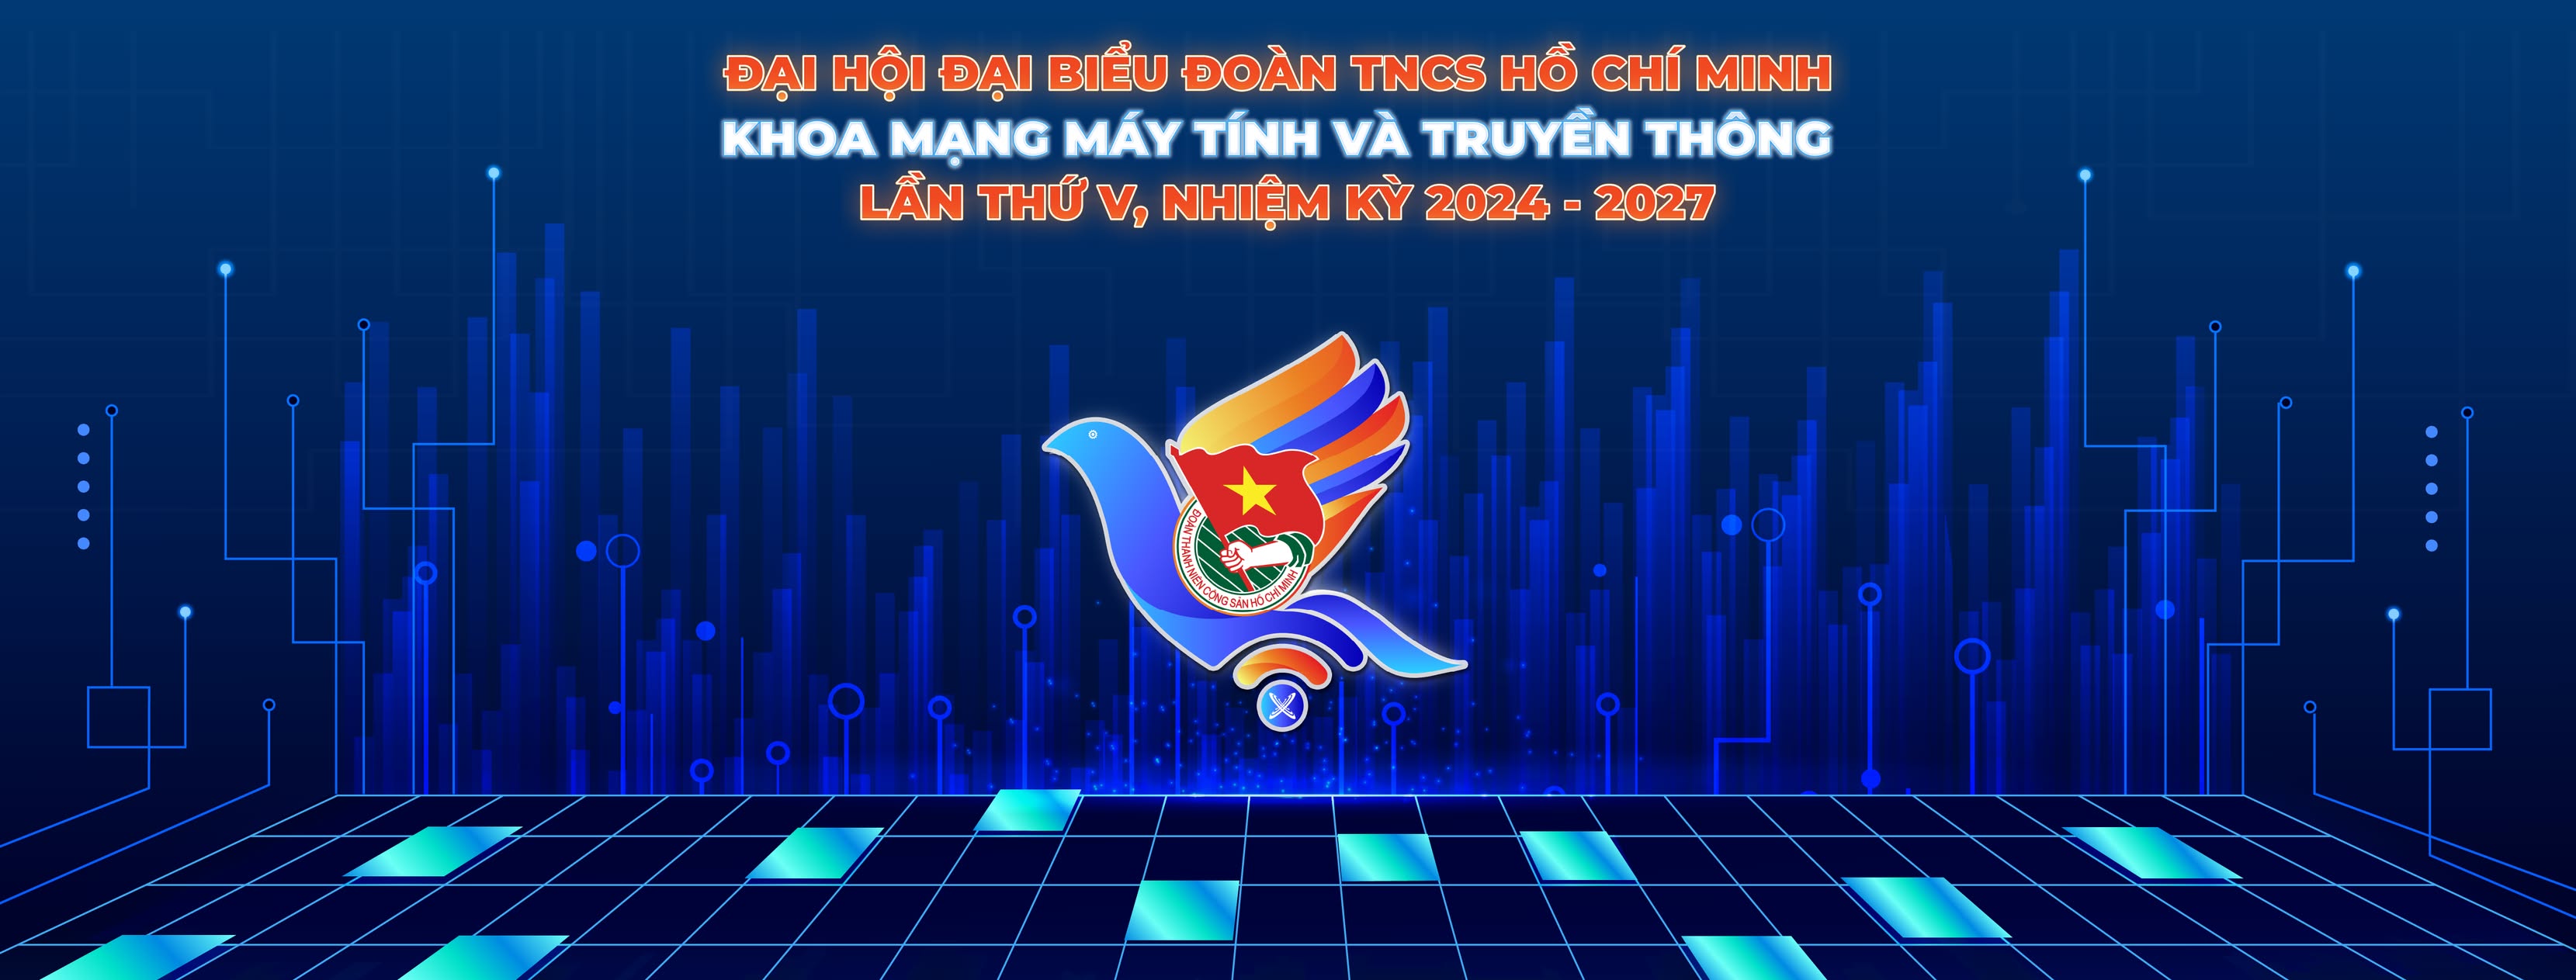 ĐẠI HỘI ĐẠI BIỂU ĐOÀN TNCS HỒ CHÍ MINH
KHOA MẠNG MÁY TÍNH VÀ TRUYỀN THÔNG
LẦN THỨ V, NHIỆM KỲ 2024 - 2027
ĐOÀN THANH NIÊN CỘNG SẢN HỒ CHÍ MINH